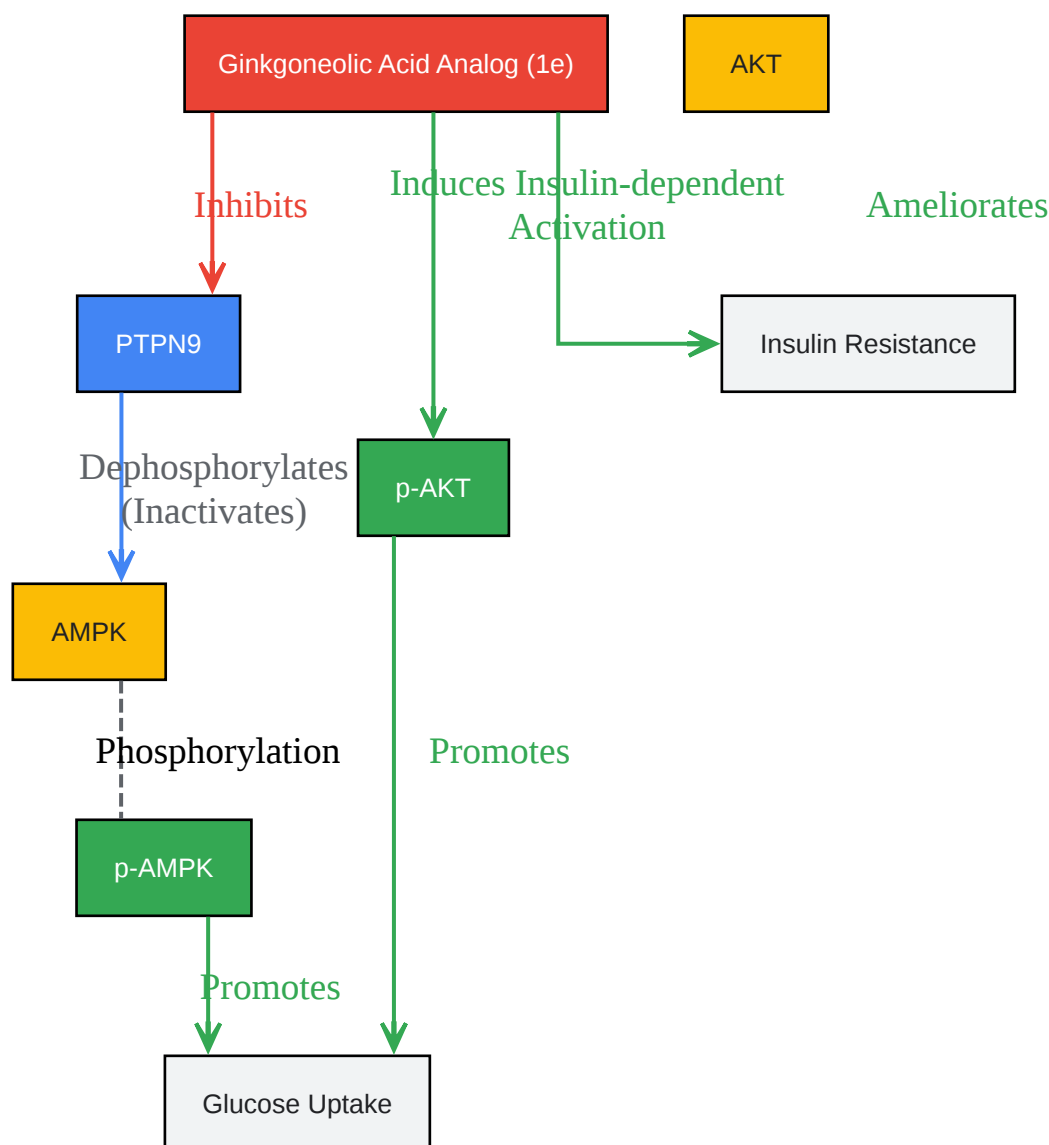 Ginkgoneolic Acid Analog (1e)
AKT
Inhibits
Induces Insulin-dependent
Activation
Ameliorates
PTPN9
Insulin Resistance
Dephosphorylates
(Inactivates)
p-AKT
AMPK
Phosphorylation
Promotes
p-AMPK
Promotes
Glucose Uptake